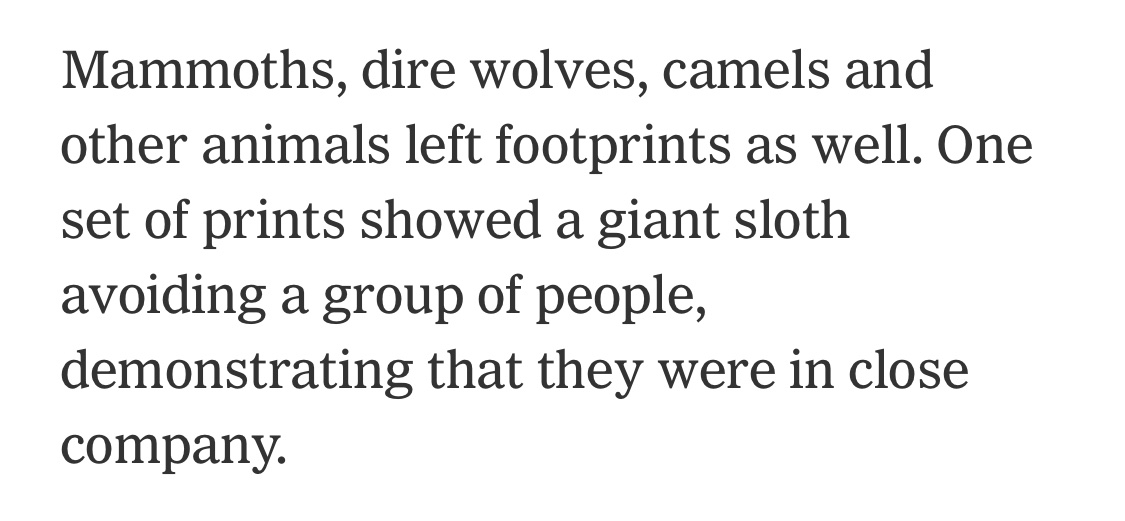 Mammoths, dire wolves, camels and
other animals left footprints as well. One
set of prints showed a giant sloth
avoiding a group of people,
demonstrating that they were in close
company.